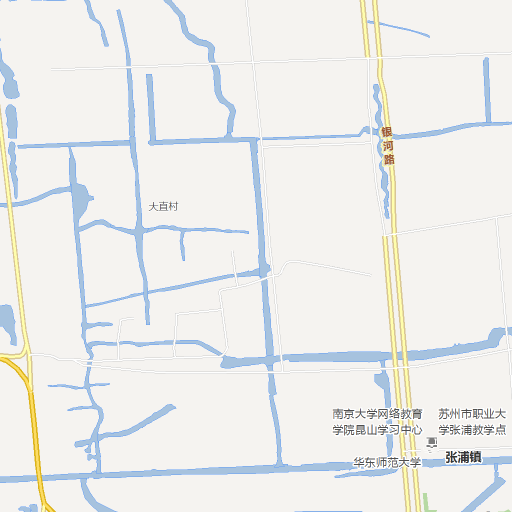 银河路
大直村
南京大学网络教育
学院昆山学习中心
苏州市职业大
学张浦教学点
张浦镇
华东师范大学